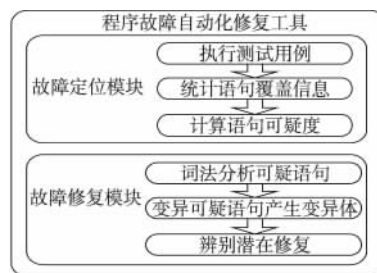 程序故障自动化修复工具
故障定位模块
执行测试用例
统计语句覆盖信息
计算语句可疑度
故障修复模块
词法分析可疑语句
变异可疑语句产生变异体
辨别潜在修复